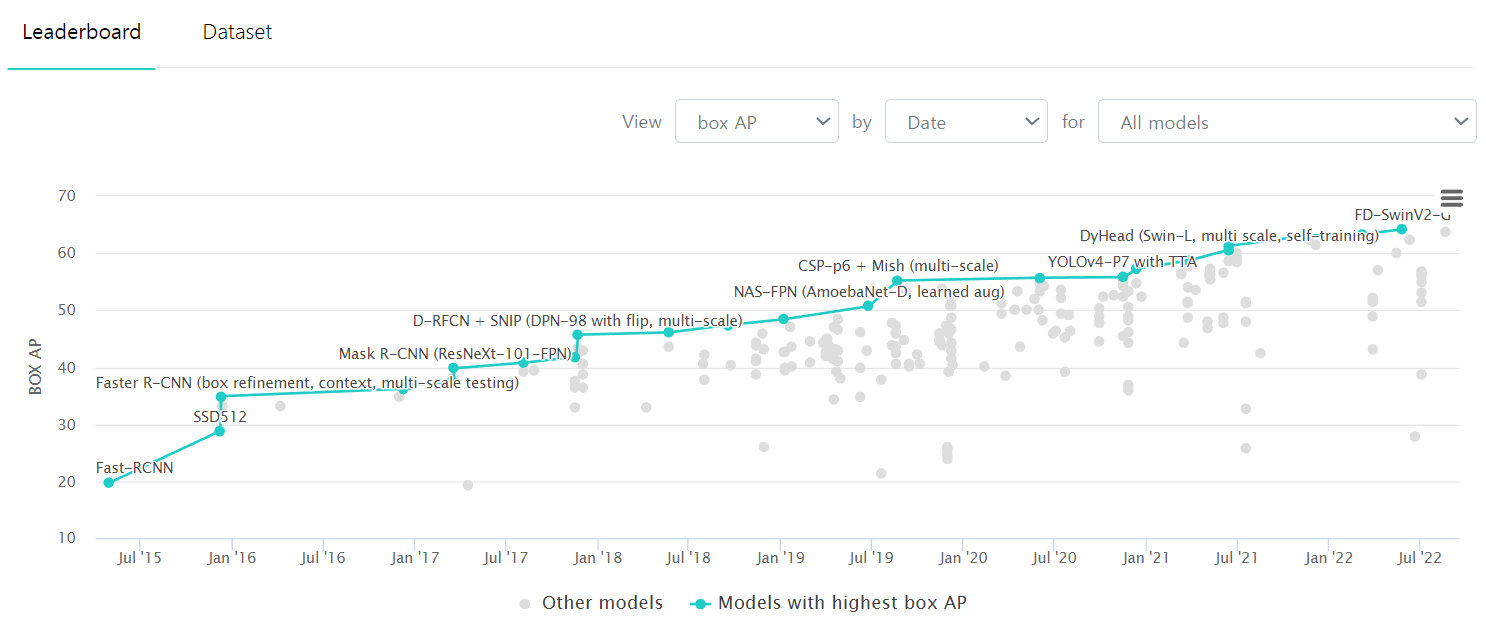 Leaderboard Dataset
View box AP by Date for All models
70
FD-SwinV2-G
DyHead (Swin-L, multi scale, self-training)
60
CSP-p6 + Mish (multi-scale)
YOLOv4-P7 with TTA
NAS-FPN (AmoebaNet-D, learned aug)
50
D-RFCN + SNIP (DPN-98 with flip, multi-scale)
Mask R-CNN (ResNeXt-101-FPN)
40
BOX AP
Faster R-CNN (box refinement, context, multi-scale testing)
SSD512
30
Fast-RCNN
20
10
Jul '15 Jan '16 Jul '16 Jan '17 Jul '17 Jan '18 Jul '18 Jan '19 Jul '19 Jan '20 Jul '20 Jan '21 Jul '21 Jan '22 Jul '22
Other models Models with highest box AP